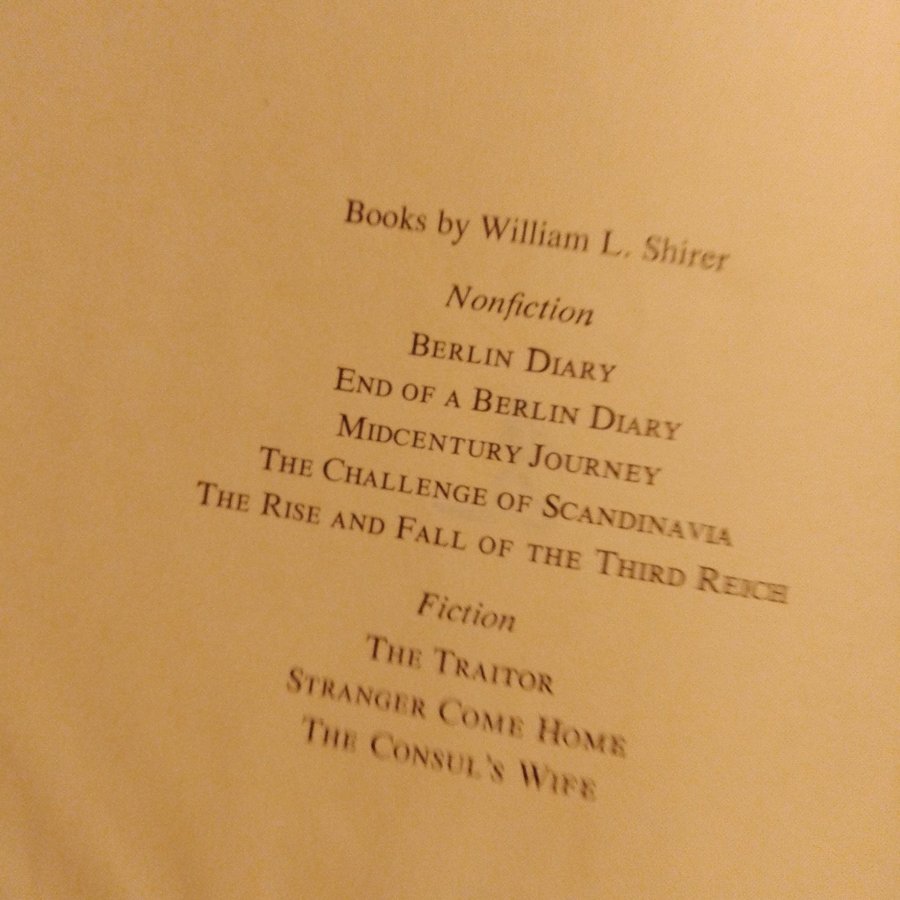 Books by William L. Shirer
Nonfiction
BERLIN DIARY
END OF A BERLIN DIARY
MIDCENTURY JOURNEY
THE CHALLENGE OF SCANDINAVIA
THE RISE AND FALL OF THE THIRD REICH
Fiction
THE TRAITOR
STRANGER COME HOME
THE CONSUL'S WIFE